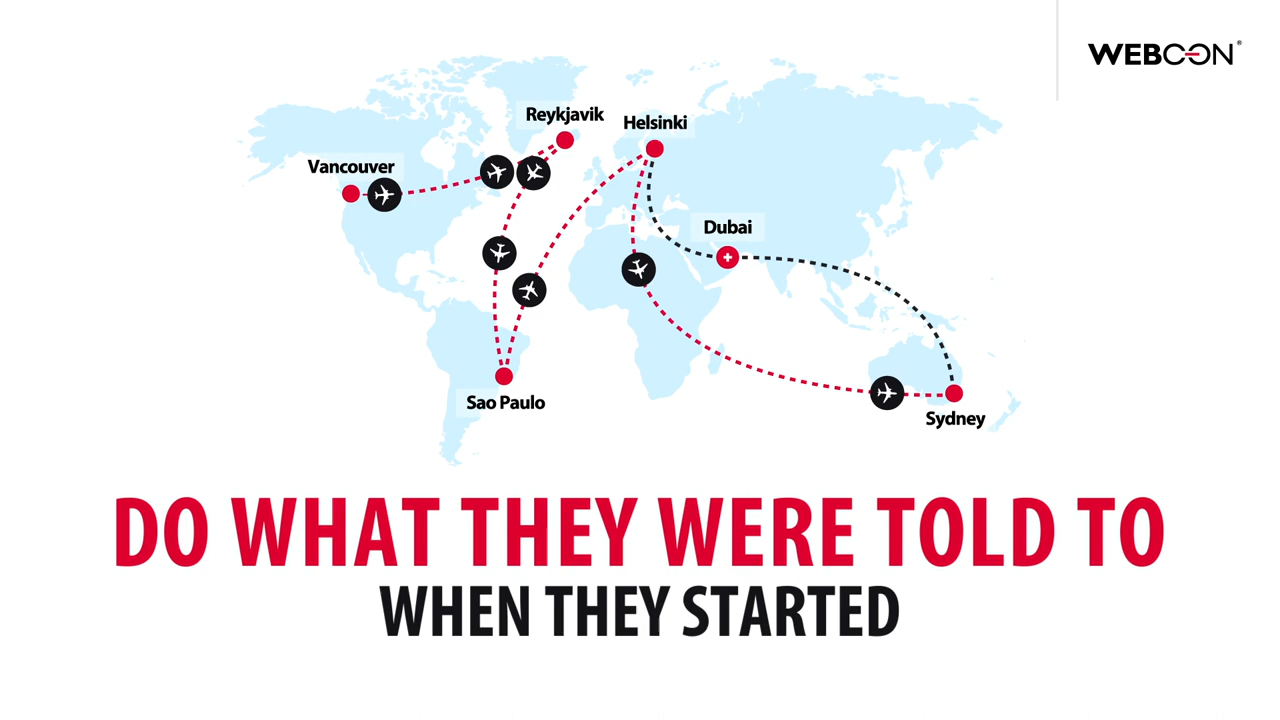 WEBCON®
Reykjavik
Helsinki
Vancouver
Dubai
Sao Paulo
Sydney
DO WHAT THEY WERE TOLD TO
WHEN THEY STARTED